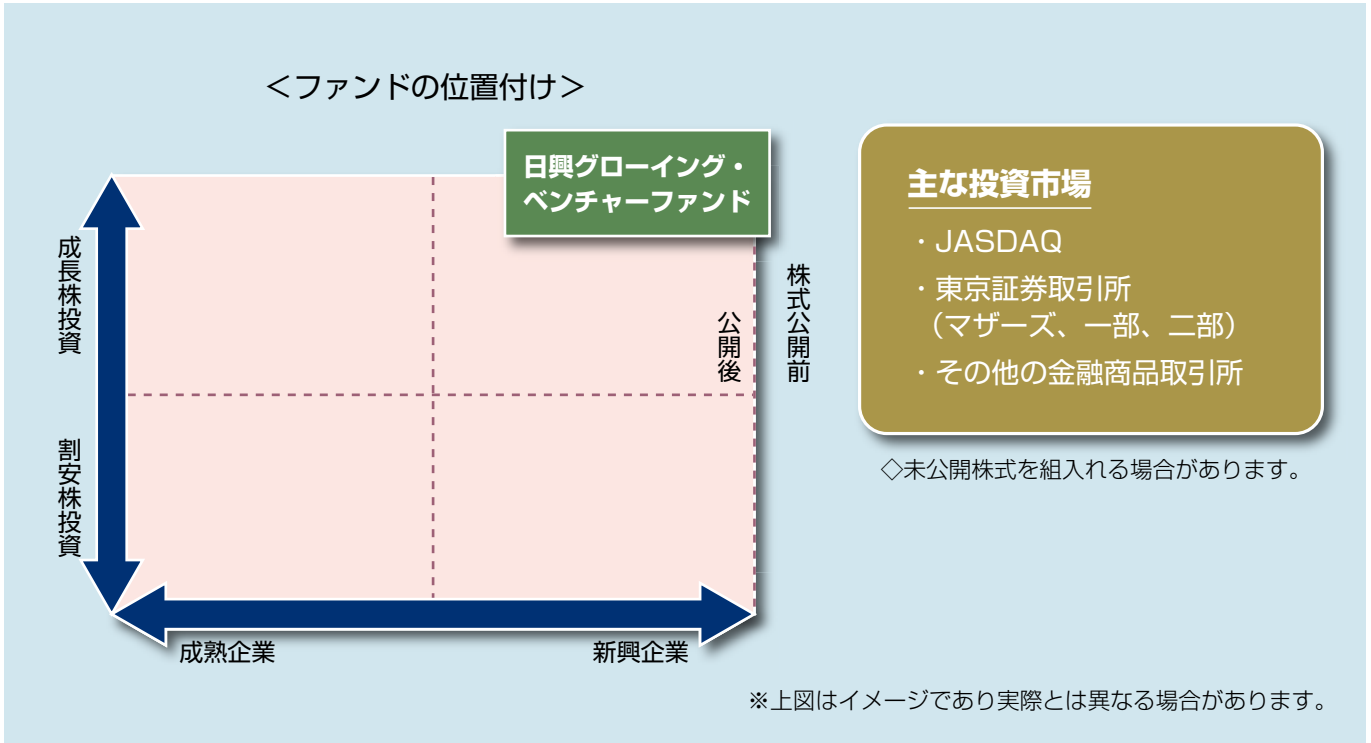 ＜ファンドの位置付け＞
日興グローイング・
ベンチャーファンド
成長株投資
割安株投資
公開後
株式公開前
成熟企業
新興企業
主な投資市場
・JASDAQ
・東京証券取引所
（マザーズ、一部、二部）
・その他の金融商品取引所
◇未公開株式を組入れる場合があります。
※上図はイメージであり実際とは異なる場合があります。